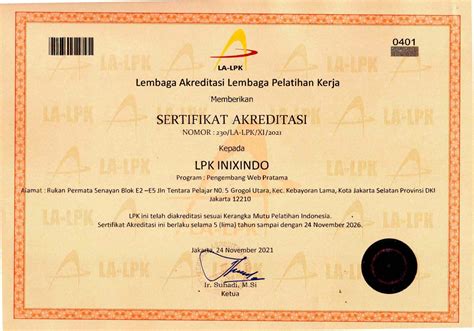 0401
LA-LPK
Lembaga Akreditasi Lembaga Pelatihan Kerja
Memberikan
SERTIFIKAT AKREDITASI
NOMOR : 230/LA-LPK/XI/2021
Kepada
LPK INIXINDO
Program : Pengembang Web Pratama
Alamat : Rukan Permata Senayan Blok E2 –E5 Jln Tentara Pelajar N0. 5 Grogol Utara, Kec. Kebayoran Lama, Kota Jakarta Selatan Provinsi DKI
Jakarta 12210
LPK ini telah diakreditasi sesuai Kerangka Mutu Pelatihan Indonesia.
Sertifikat Akreditasi ini berlaku selama 5 (lima) tahun sampai dengan 24 November 2026.
Jakarta, 24 November 2021
Ir. Suhadi, M.Si
Ketua